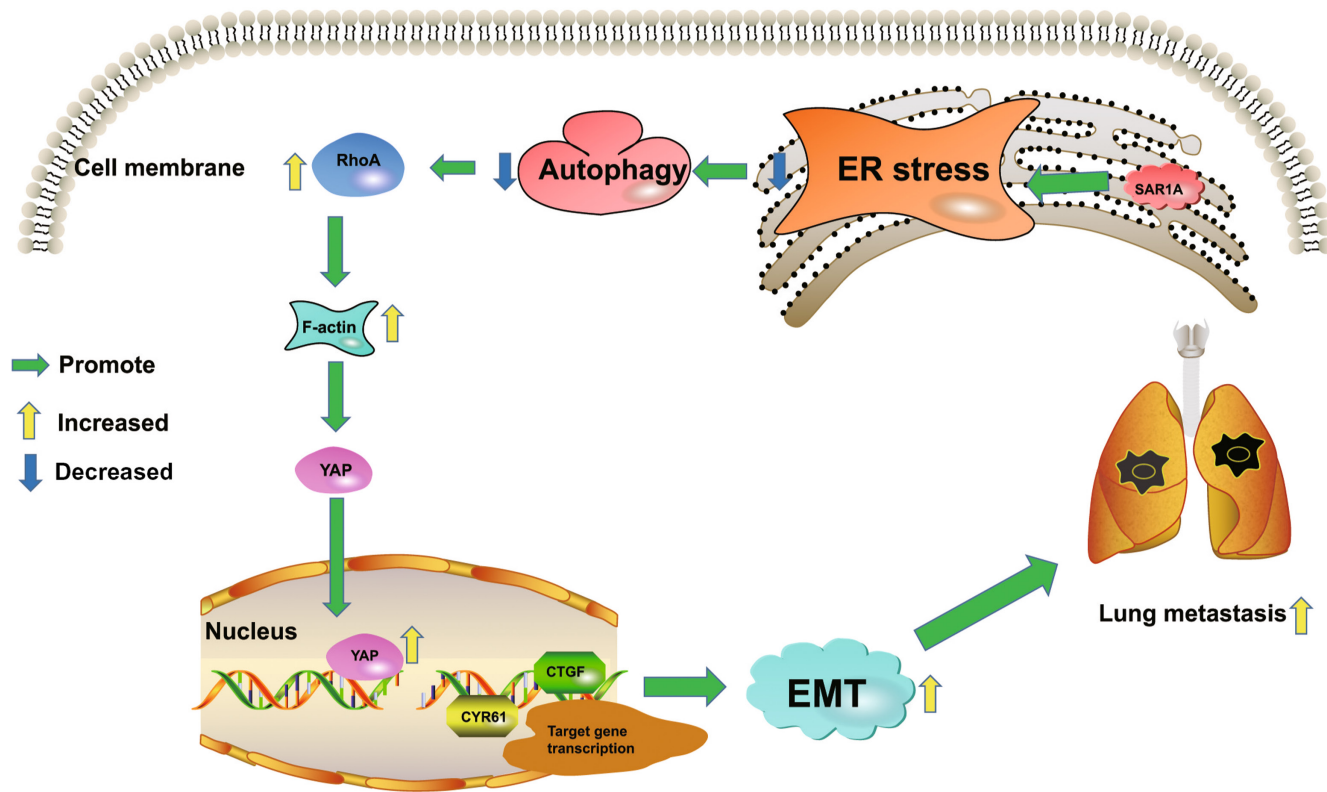 Cell membrane
RhoA
Autophagy
ER stress
SAR1A
F-actin
Promote
Increased
Decreased
YAP
Nucleus
YAP
CTGF
CYR61
Target gene
transcription
EMT
Lung metastasis